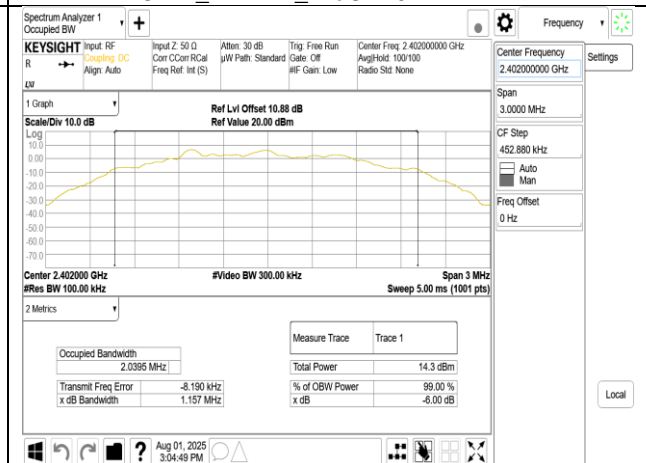 Spectrum Analyzer 1
Occupied BW
Frequency
KEYSIGHT
R
Input: RF
Coupling: DC
Align: Auto
Input Z: 50 Ω
Corr CCorr RCal
Freq Ref: Int (S)
Atten: 30 dB
µW Path: Standard
Trig: Free Run
Gate: Off
#IF Gain: Low
Center Freq: 2.402000000 GHz
Avg|Hold: 100/100
Radio Std: None
Center Frequency
2.402000000 GHz
Settings
Span
3.0000 MHz
CF Step
452.880 kHz
Auto
Man
Freq Offset
0 Hz
1 Graph
Scale/Div 10.0 dB
Ref Lvl Offset 10.88 dB
Ref Value 20.00 dBm
Log
10.0
0.00
-10.0
-20.0
-30.0
-40.0
-50.0
-60.0
-70.0
Center 2.402000 GHz
#Res BW 100.00 kHz
#Video BW 300.00 kHz
Span 3 MHz
Sweep 5.00 ms (1001 pts)
2 Metrics
Measure Trace Trace 1
Occupied Bandwidth
2.0395 MHz
Total Power 14.3 dBm
Transmit Freq Error -8.190 kHz
% of OBW Power 99.00 %
x dB Bandwidth 1.157 MHz
x dB -6.00 dB
Local
Aug 01, 2025
3:04:49 PM